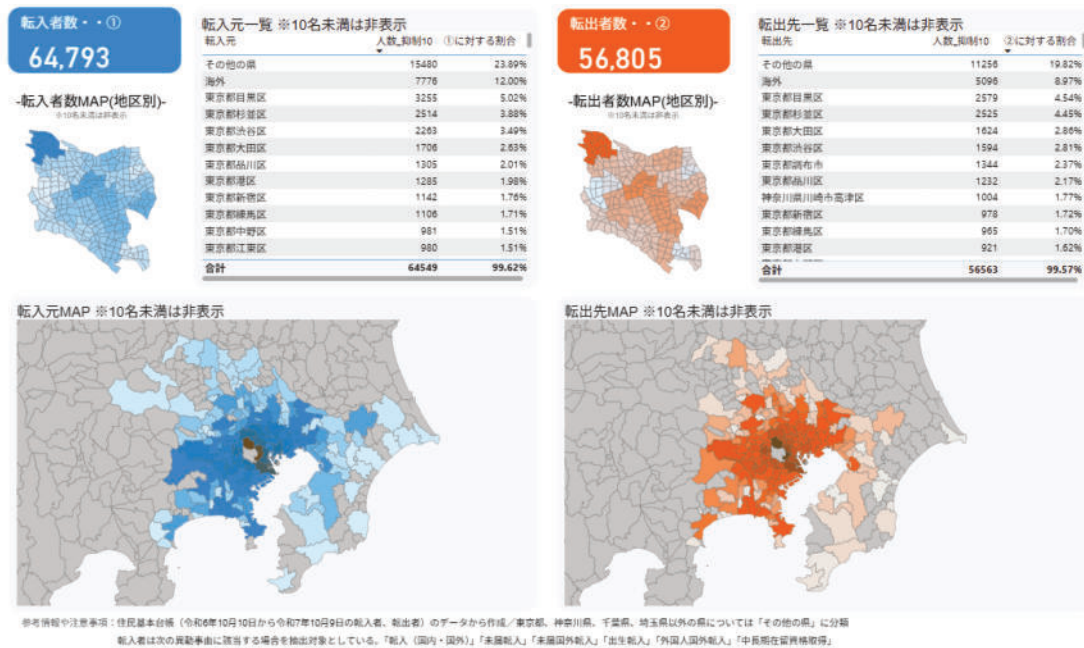 転入者数・・①
64,793
-転入者数MAP(地区別)-
※10名未満は非表示
転入元一覧 ※10名未満は非表示
転入元 人数_抑制10 ①に対する割合
その他の県 15480 23.89%
海外 7776 12.00%
東京都目黒区 3255 5.02%
東京都杉並区 2514 3.88%
東京都渋谷区 2263 3.49%
東京都大田区 1706 2.63%
東京都品川区 1305 2.01%
東京都港区 1285 1.98%
東京都新宿区 1142 1.76%
東京都練馬区 1106 1.71%
東京都中野区 981 1.51%
東京都江東区 980 1.51%
合計 64549 99.62%
転出者数・・②
56,805
-転出者数MAP(地区別)-
※10名未満は非表示
転出先一覧 ※10名未満は非表示
転出先 人数_抑制10 ②に対する割合
その他の県 11256 19.82%
海外 5096 8.97%
東京都目黒区 2579 4.54%
東京都杉並区 2525 4.45%
東京都大田区 1624 2.86%
東京都渋谷区 1594 2.81%
東京都調布市 1344 2.37%
東京都品川区 1232 2.17%
神奈川県川崎市高津区 1004 1.77%
東京都新宿区 978 1.72%
東京都練馬区 965 1.70%
東京都港区 921 1.62%
合計 56563 99.57%
転入元MAP ※10名未満は非表示
転出先MAP ※10名未満は非表示
参考情報や注意事項：住民基本台帳（令和6年10月10日から令和7年10月9日の転入者、転出者）のデータから作成／東京都、神奈川県、千葉県、埼玉県以外の県については「その他の県」に分類
転入者は次の異動事由に該当する場合を抽出対象としている。「転入（国内・国外）」「未届転入」「未届国外転入」「出生転入」「外国人国外転入」「中長期在留資格取得」